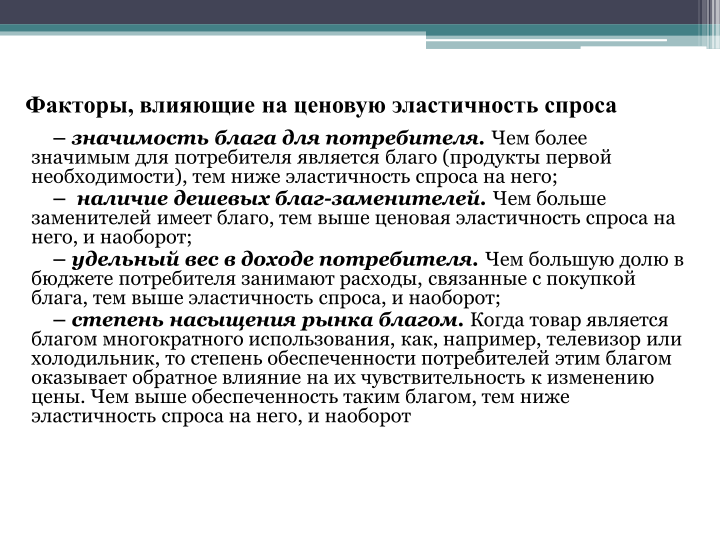 Факторы, влияющие на ценовую эластичность спроса
– значимость блага для потребителя. Чем более
значимым для потребителя является благо (продукты первой
необходимости), тем ниже эластичность спроса на него;
– наличие дешевых благ-заменителей. Чем больше
заменителей имеет благо, тем выше ценовая эластичность спроса на
него, и наоборот;
– удельный вес в доходе потребителя. Чем большую долю в
бюджете потребителя занимают расходы, связанные с покупкой
блага, тем выше эластичность спроса, и наоборот;
– степень насыщения рынка благом. Когда товар является
благом многократного использования, как, например, телевизор или
холодильник, то степень обеспеченности потребителей этим благом
оказывает обратное влияние на их чувствительность к изменению
цены. Чем выше обеспеченность таким благом, тем ниже
эластичность спроса на него, и наоборот